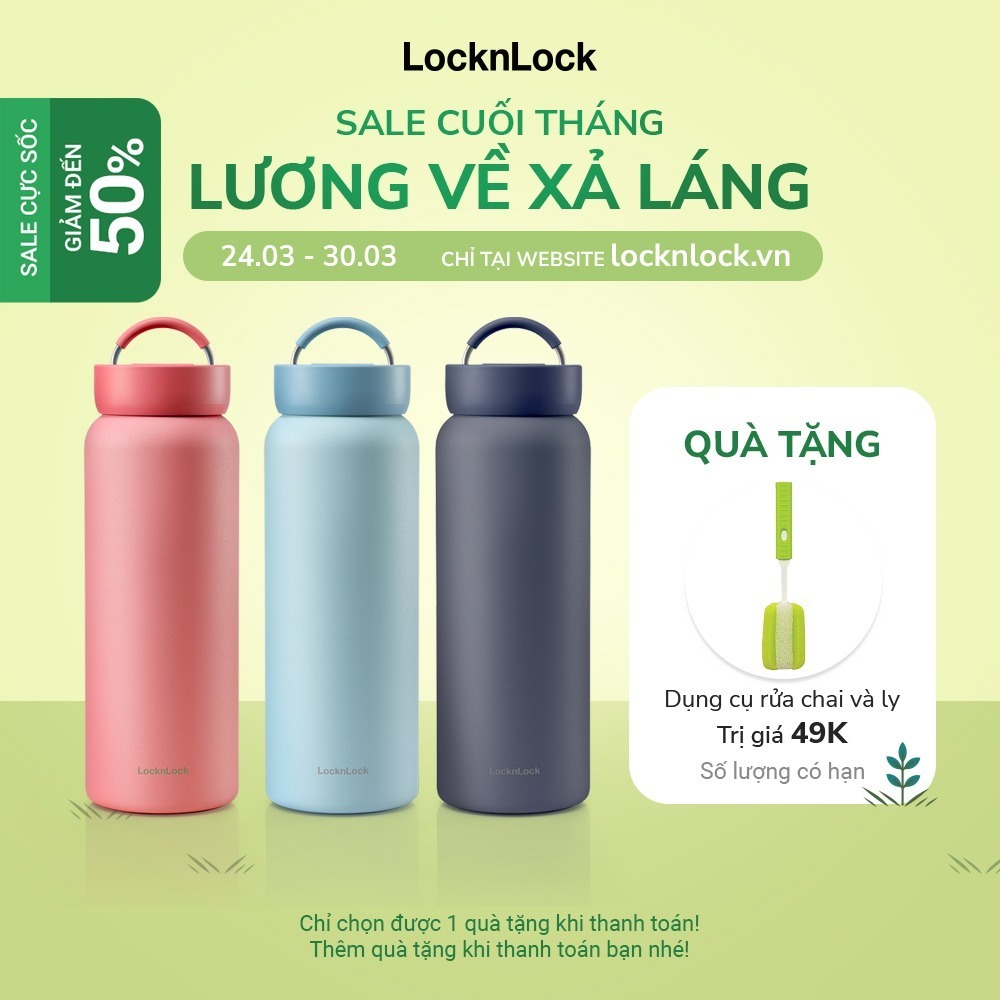 LocknLock
SALE CỰC SỐC
GIẢM ĐẾN
50%
SALE CUỐI THÁNG
LƯƠNG VỀ XẢ LÁNG
24.03 - 30.03 CHỈ TẠI WEBSITE locknlock.vn
QUÀ TẶNG
Dụng cụ rửa chai và ly
Trị giá 49K
Số lượng có hạn
LocknLock LocknLock LocknLock
Chỉ chọn được 1 quà tặng khi thanh toán!
Thêm quà tặng khi thanh toán bạn nhé!